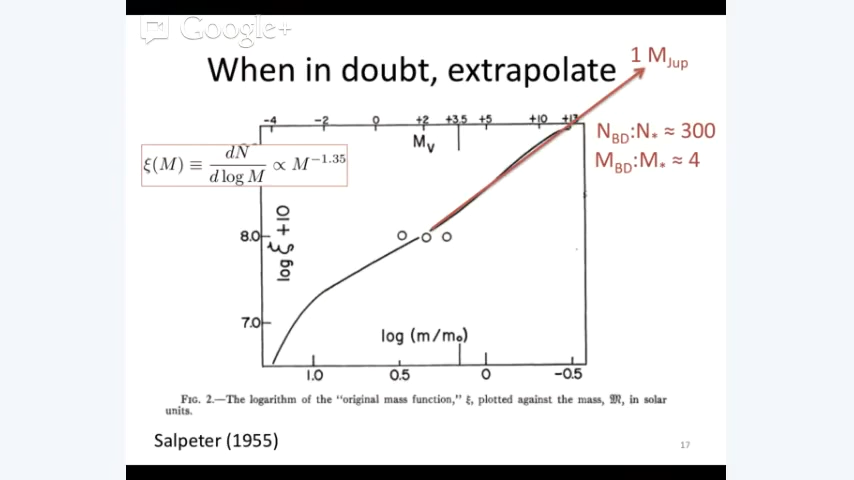 Google+
When in doubt, extrapolate
1 MJup
-4 -2 0 +2 +3.5 +5 +10 +13
Mv
NBD:N* ≈ 300
MBD:M* ≈ 4
ξ(M) ≡ dN / d log M ∝ M−1.35
log ξ + 10
8.0
7.0
log (m/m₀)
1.0 0.5 0 -0.5
FIG. 2.—The logarithm of the “original mass function,” ξ, plotted against the mass, 𝔐, in solar
units.
Salpeter (1955)
17